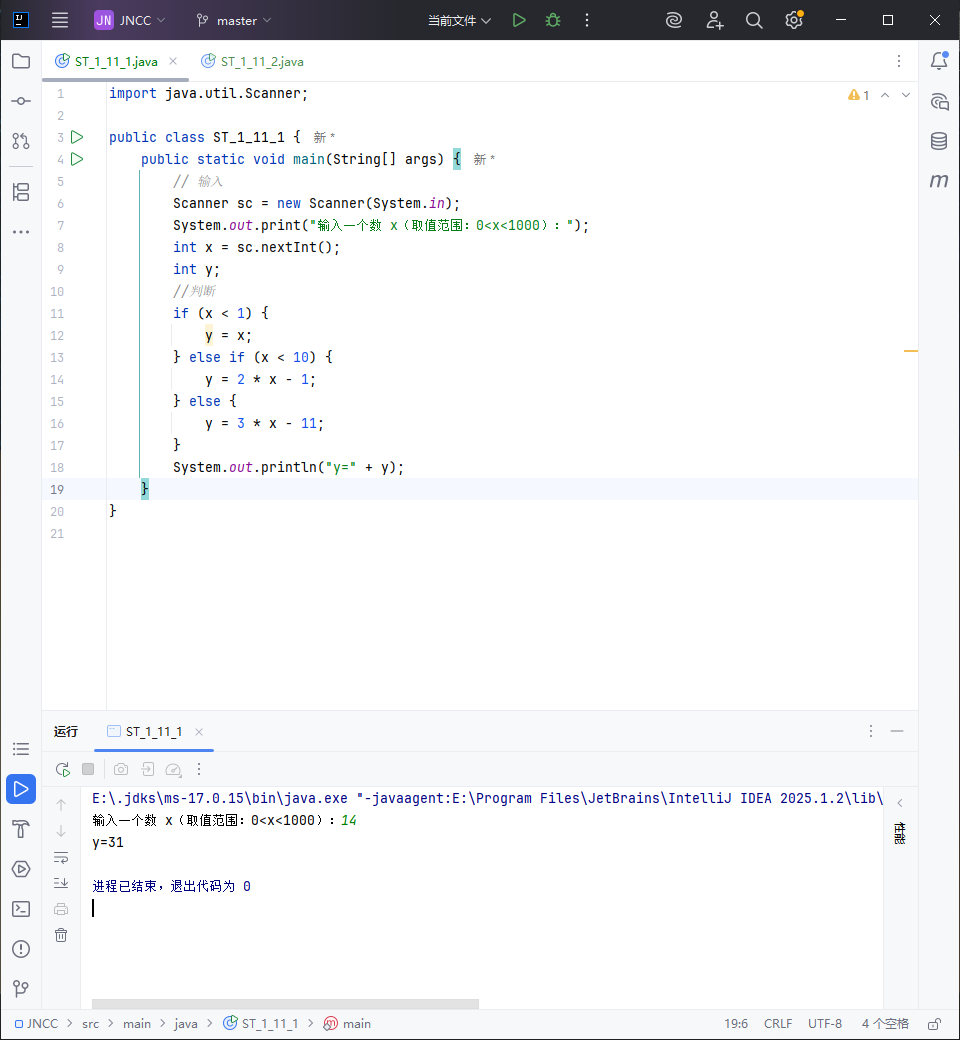 JN JNCC master 当前文件
ST_1_11_1.java ST_1_11_2.java
1 import java.util.Scanner;
2
3 public class ST_1_11_1 { 新 *
4 public static void main(String[] args) { 新 *
5 // 输入
6 Scanner sc = new Scanner(System.in);
7 System.out.print("输入一个数 x（取值范围：0<x<1000）：");
8 int x = sc.nextInt();
9 int y;
10 //判断
11 if (x < 1) {
12 y = x;
13 } else if (x < 10) {
14 y = 2 * x - 1;
15 } else {
16 y = 3 * x - 11;
17 }
18 System.out.println("y=" + y);
19 }
20 }
21
1
m
运行 ST_1_11_1
E:\.jdks\ms-17.0.15\bin\java.exe "-javaagent:E:\Program Files\JetBrains\IntelliJ IDEA 2025.1.2\lib\
输入一个数 x（取值范围：0<x<1000）：14
y=31
进程已结束，退出代码为 0
性能
JNCC > src > main > java > ST_1_11_1 > main 19:6 CRLF UTF-8 4 个空格